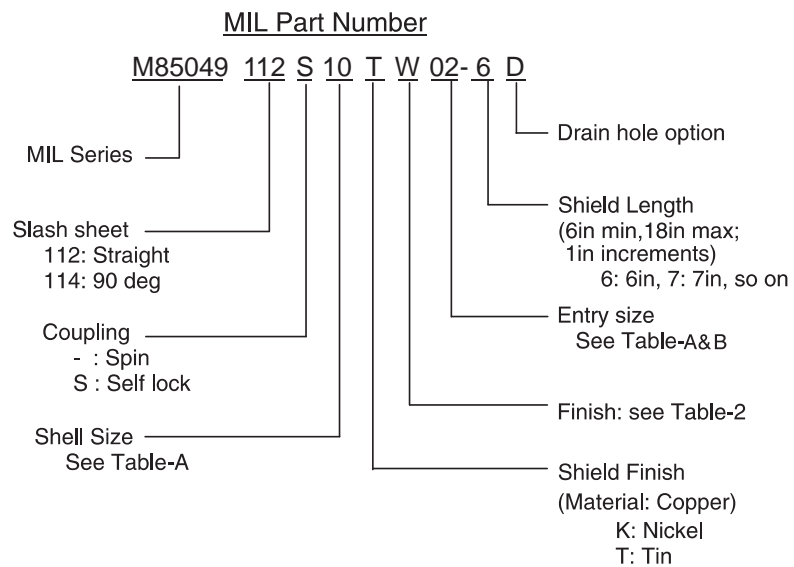 MIL Part Number
M85049 112 S 10 T W 02- 6 D
MIL Series
Slash sheet
112: Straight
114: 90 deg
Coupling
- : Spin
S : Self lock
Shell Size
See Table-A
Drain hole option
Shield Length
(6in min,18in max;
1in increments)
6: 6in, 7: 7in, so on
Entry size
See Table-A&B
Finish: see Table-2
Shield Finish
(Material: Copper)
K: Nickel
T: Tin